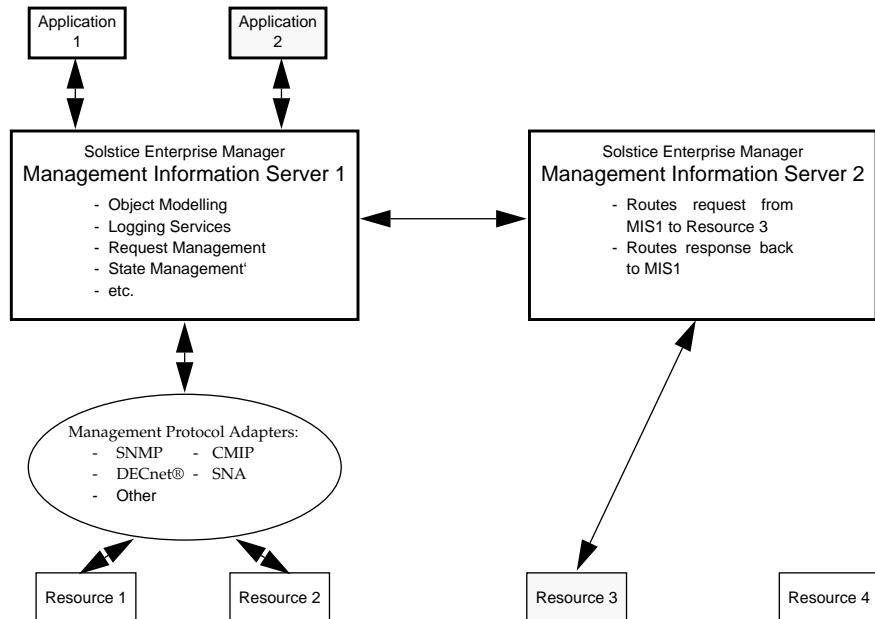 Application
1
Application
2
Solstice Enterprise Manager
Management Information Server 1
- Object Modelling
- Logging Services
- Request Management
- State Management‘
- etc.
Solstice Enterprise Manager
Management Information Server 2
- Routes request from
MIS1 to Resource 3
- Routes response back
to MIS1
Management Protocol Adapters:
- SNMP - CMIP
- DECnet® - SNA
- Other
Resource 1
Resource 2
Resource 3
Resource 4